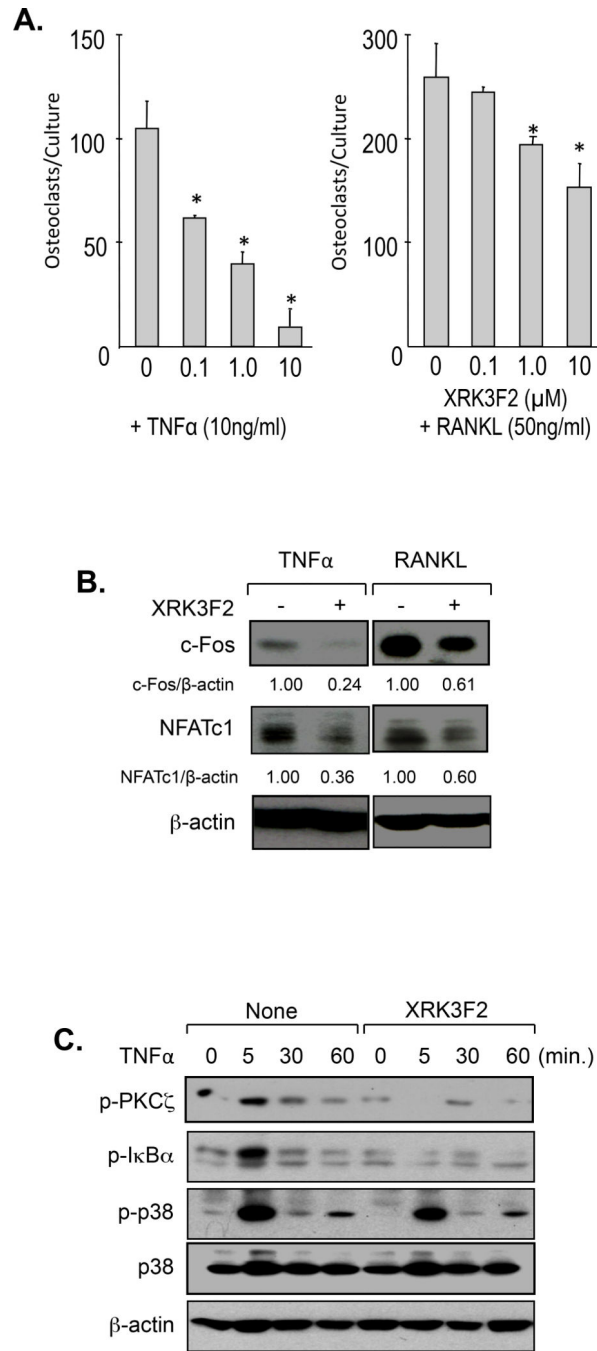 A.
150
100
50
0
Osteoclasts/Culture
* * *
0 0.1 1.0 10
+ TNFα (10ng/ml)
300
200
100
0
Osteoclasts/Culture
* *
0 0.1 1.0 10
XRK3F2 (μM)
+ RANKL (50ng/ml)
B.
TNFα RANKL
XRK3F2 - + - +
c-Fos
c-Fos/β-actin 1.00 0.24 1.00 0.61
NFATc1
NFATc1/β-actin 1.00 0.36 1.00 0.60
β-actin
C.
None XRK3F2
TNFα 0 5 30 60 0 5 30 60 (min.)
p-PKCζ
p-IκBα
p-p38
p38
β-actin